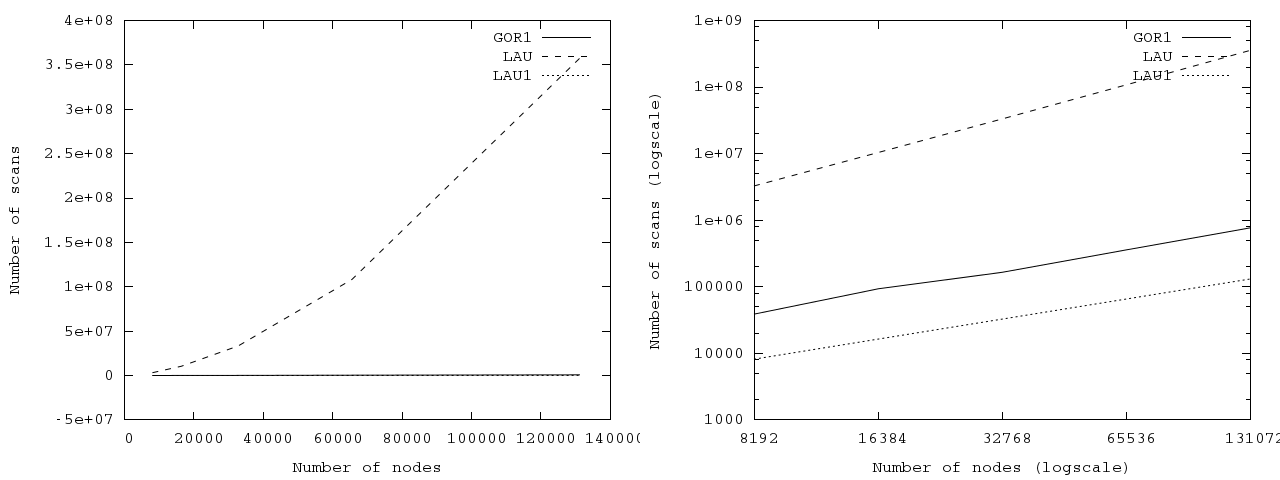 4e+08
3.5e+08
3e+08
2.5e+08
2e+08
1.5e+08
1e+08
5e+07
0
-5e+07
Number of scans
GOR1
LAU
LAU1
0 20000 40000 60000 80000 100000 120000 140000
Number of nodes
1e+09
1e+08
1e+07
1e+06
100000
10000
1000
Number of scans (logscale)
GOR1
LAU
LAU1
8192 16384 32768 65536 131072
Number of nodes (logscale)